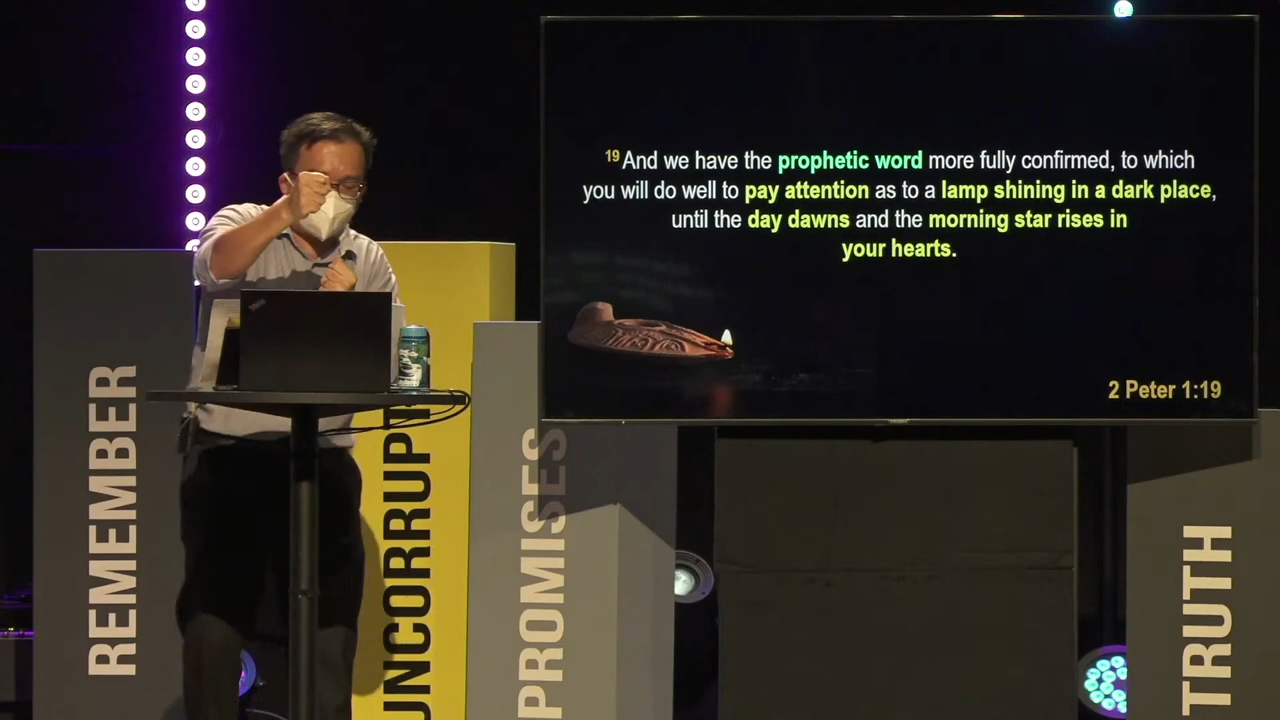 19 And we have the prophetic word more fully confirmed, to which
you will do well to pay attention as to a lamp shining in a dark place,
until the day dawns and the morning star rises in
your hearts.
2 Peter 1:19
REMEMBER
UNCORRUPT
PROMISES
TRUTH